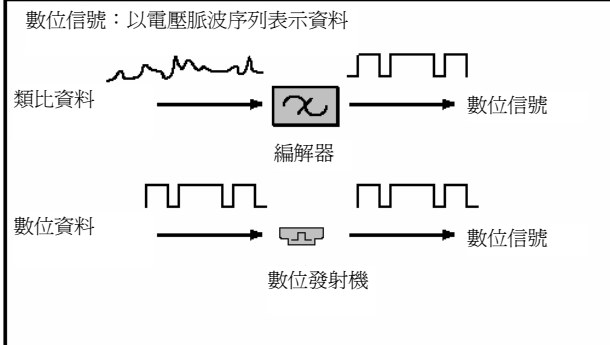 數位信號：以電壓脈波序列表示資料
類比資料
數位信號
編解器
數位資料
數位信號
數位發射機